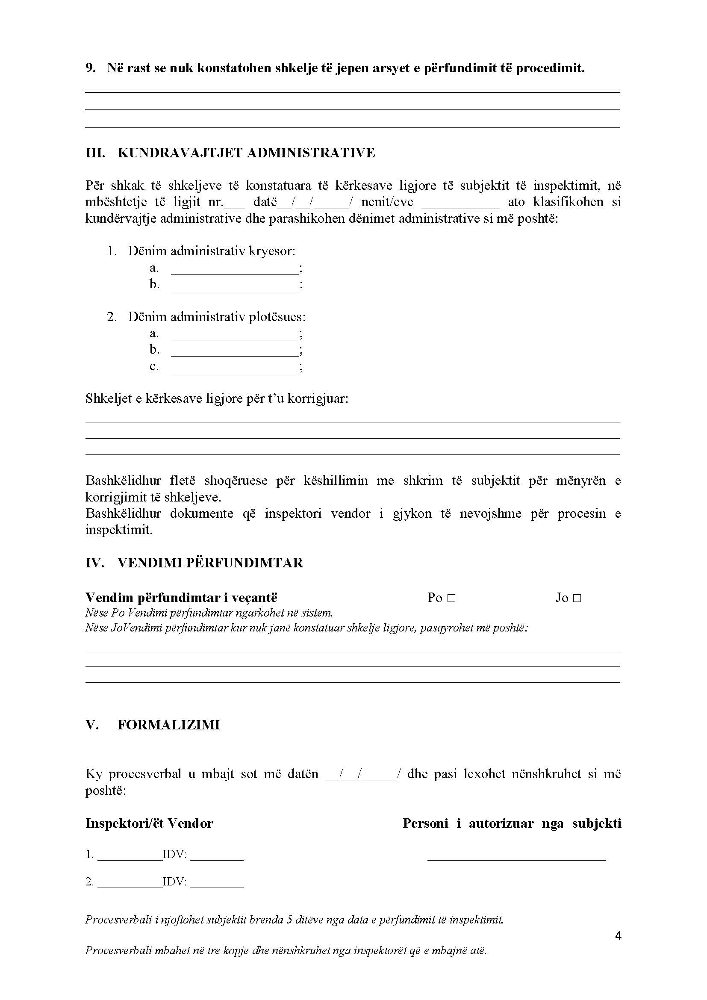 9. Në rast se nuk konstatohen shkelje të jepen arsyet e përfundimit të procedimit.
III. KUNDRAVAJTJET ADMINISTRATIVE
Për shkak të shkeljeve të konstatuara të kërkesave ligjore të subjektit të inspektimit, në
mbështetje të ligjit nr.___ datë__/__/_____/ nenit/eve ___________ ato klasifikohen si
kundërvajtje administrative dhe parashikohen dënimet administrative si më poshtë:
1. Dënim administrativ kryesor:
a. __________________;
b. __________________:
2. Dënim administrativ plotësues:
a. __________________;
b. __________________;
c. __________________;
Shkeljet e kërkesave ligjore për t’u korrigjuar:
Bashkëlidhur fletë shoqëruese për këshillimin me shkrim të subjektit për mënyrën e
korrigjimit të shkeljeve.
Bashkëlidhur dokumente që inspektori vendor i gjykon të nevojshme për procesin e
inspektimit.
IV. VENDIMI PËRFUNDIMTAR
Vendim përfundimtar i veçantë Po □ Jo □
Nëse Po Vendimi përfundimtar ngarkohet në sistem.
Nëse JoVendimi përfundimtar kur nuk janë konstatuar shkelje ligjore, pasqyrohet më poshtë:
V. FORMALIZIMI
Ky procesverbal u mbajt sot më datën __/__/_____/ dhe pasi lexohet nënshkruhet si më
poshtë:
Inspektori/ët Vendor Personi i autorizuar nga subjekti
1. ___________IDV: _________ ______________________________
2. ___________IDV: _________
Procesverbali i njoftohet subjektit brenda 5 ditëve nga data e përfundimit të inspektimit.
4
Procesverbali mbahet në tre kopje dhe nënshkruhet nga inspektorët që e mbajnë atë.